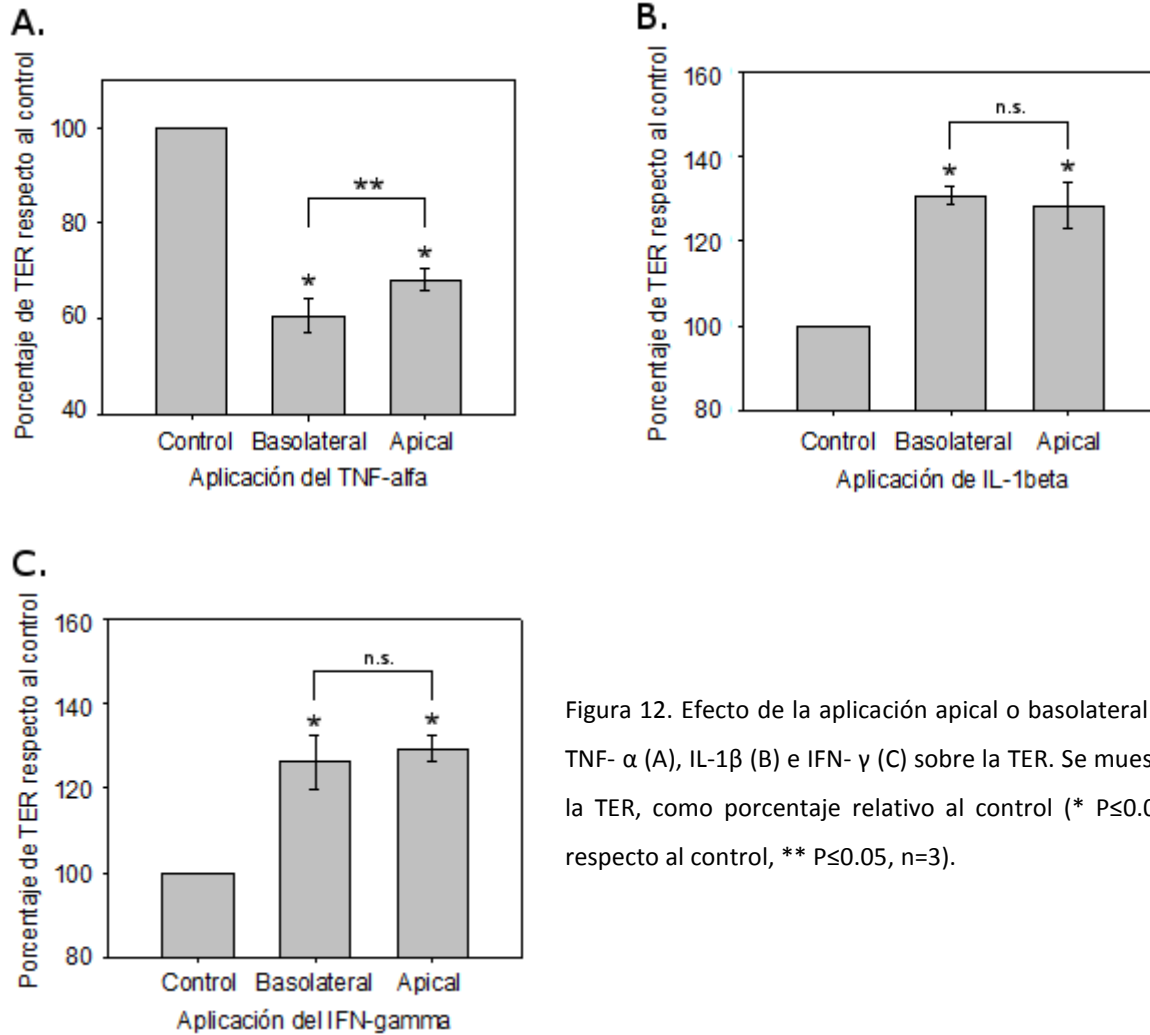 A.
Porcentaje de TER respecto al control
100
80
60
40
**
*
*
Control Basolateral Apical
Aplicación del TNF-alfa
B.
Porcentaje de TER respecto al control
160
140
120
100
80
n.s.
*
*
Control Basolateral Apical
Aplicación de IL-1beta
C.
Porcentaje de TER respecto al control
160
140
120
100
80
n.s.
*
*
Control Basolateral Apical
Aplicación del IFN-gamma
Figura 12. Efecto de la aplicación apical o basolateral
TNF- α (A), IL-1β (B) e IFN- γ (C) sobre la TER. Se
la TER, como porcentaje relativo al control (*
respecto al control, ** P≤0.05, n=3).